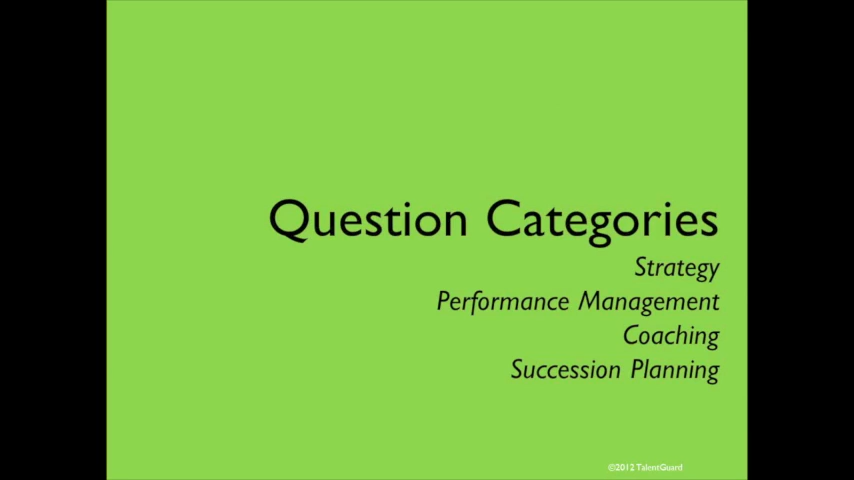 Question Categories
Strategy
Performance Management
Coaching
Succession Planning
©2012 TalentGuard